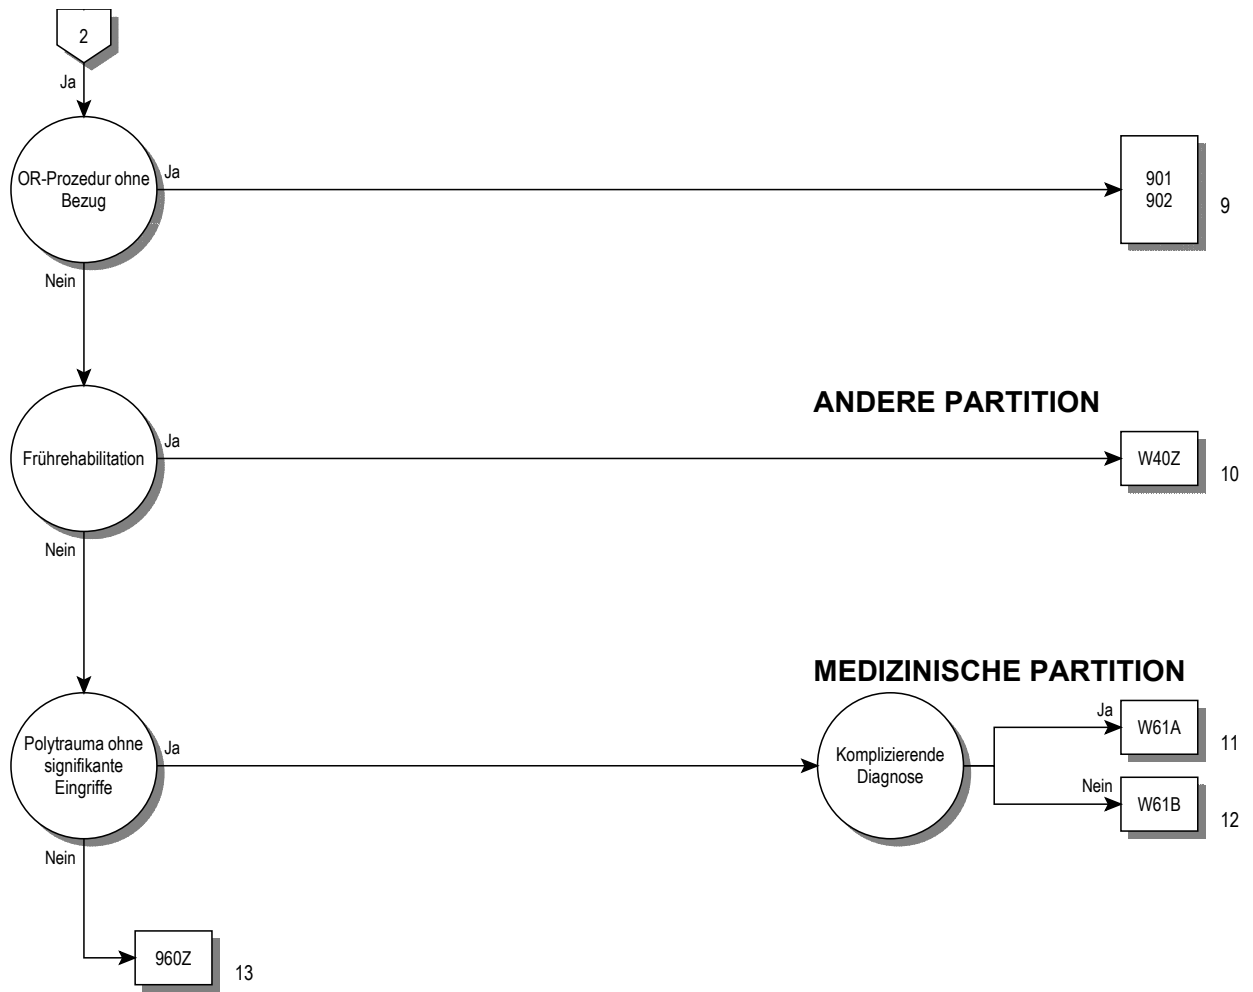 2
Ja
OR-Prozedur ohne
Bezug
Ja
901
902
9
Nein
ANDERE PARTITION
Frührehabilitation
Ja
W40Z
10
Nein
MEDIZINISCHE PARTITION
Polytrauma ohne
signifikante
Eingriffe
Ja
Komplizierende
Diagnose
Ja
W61A
11
Nein
W61B
12
Nein
960Z
13